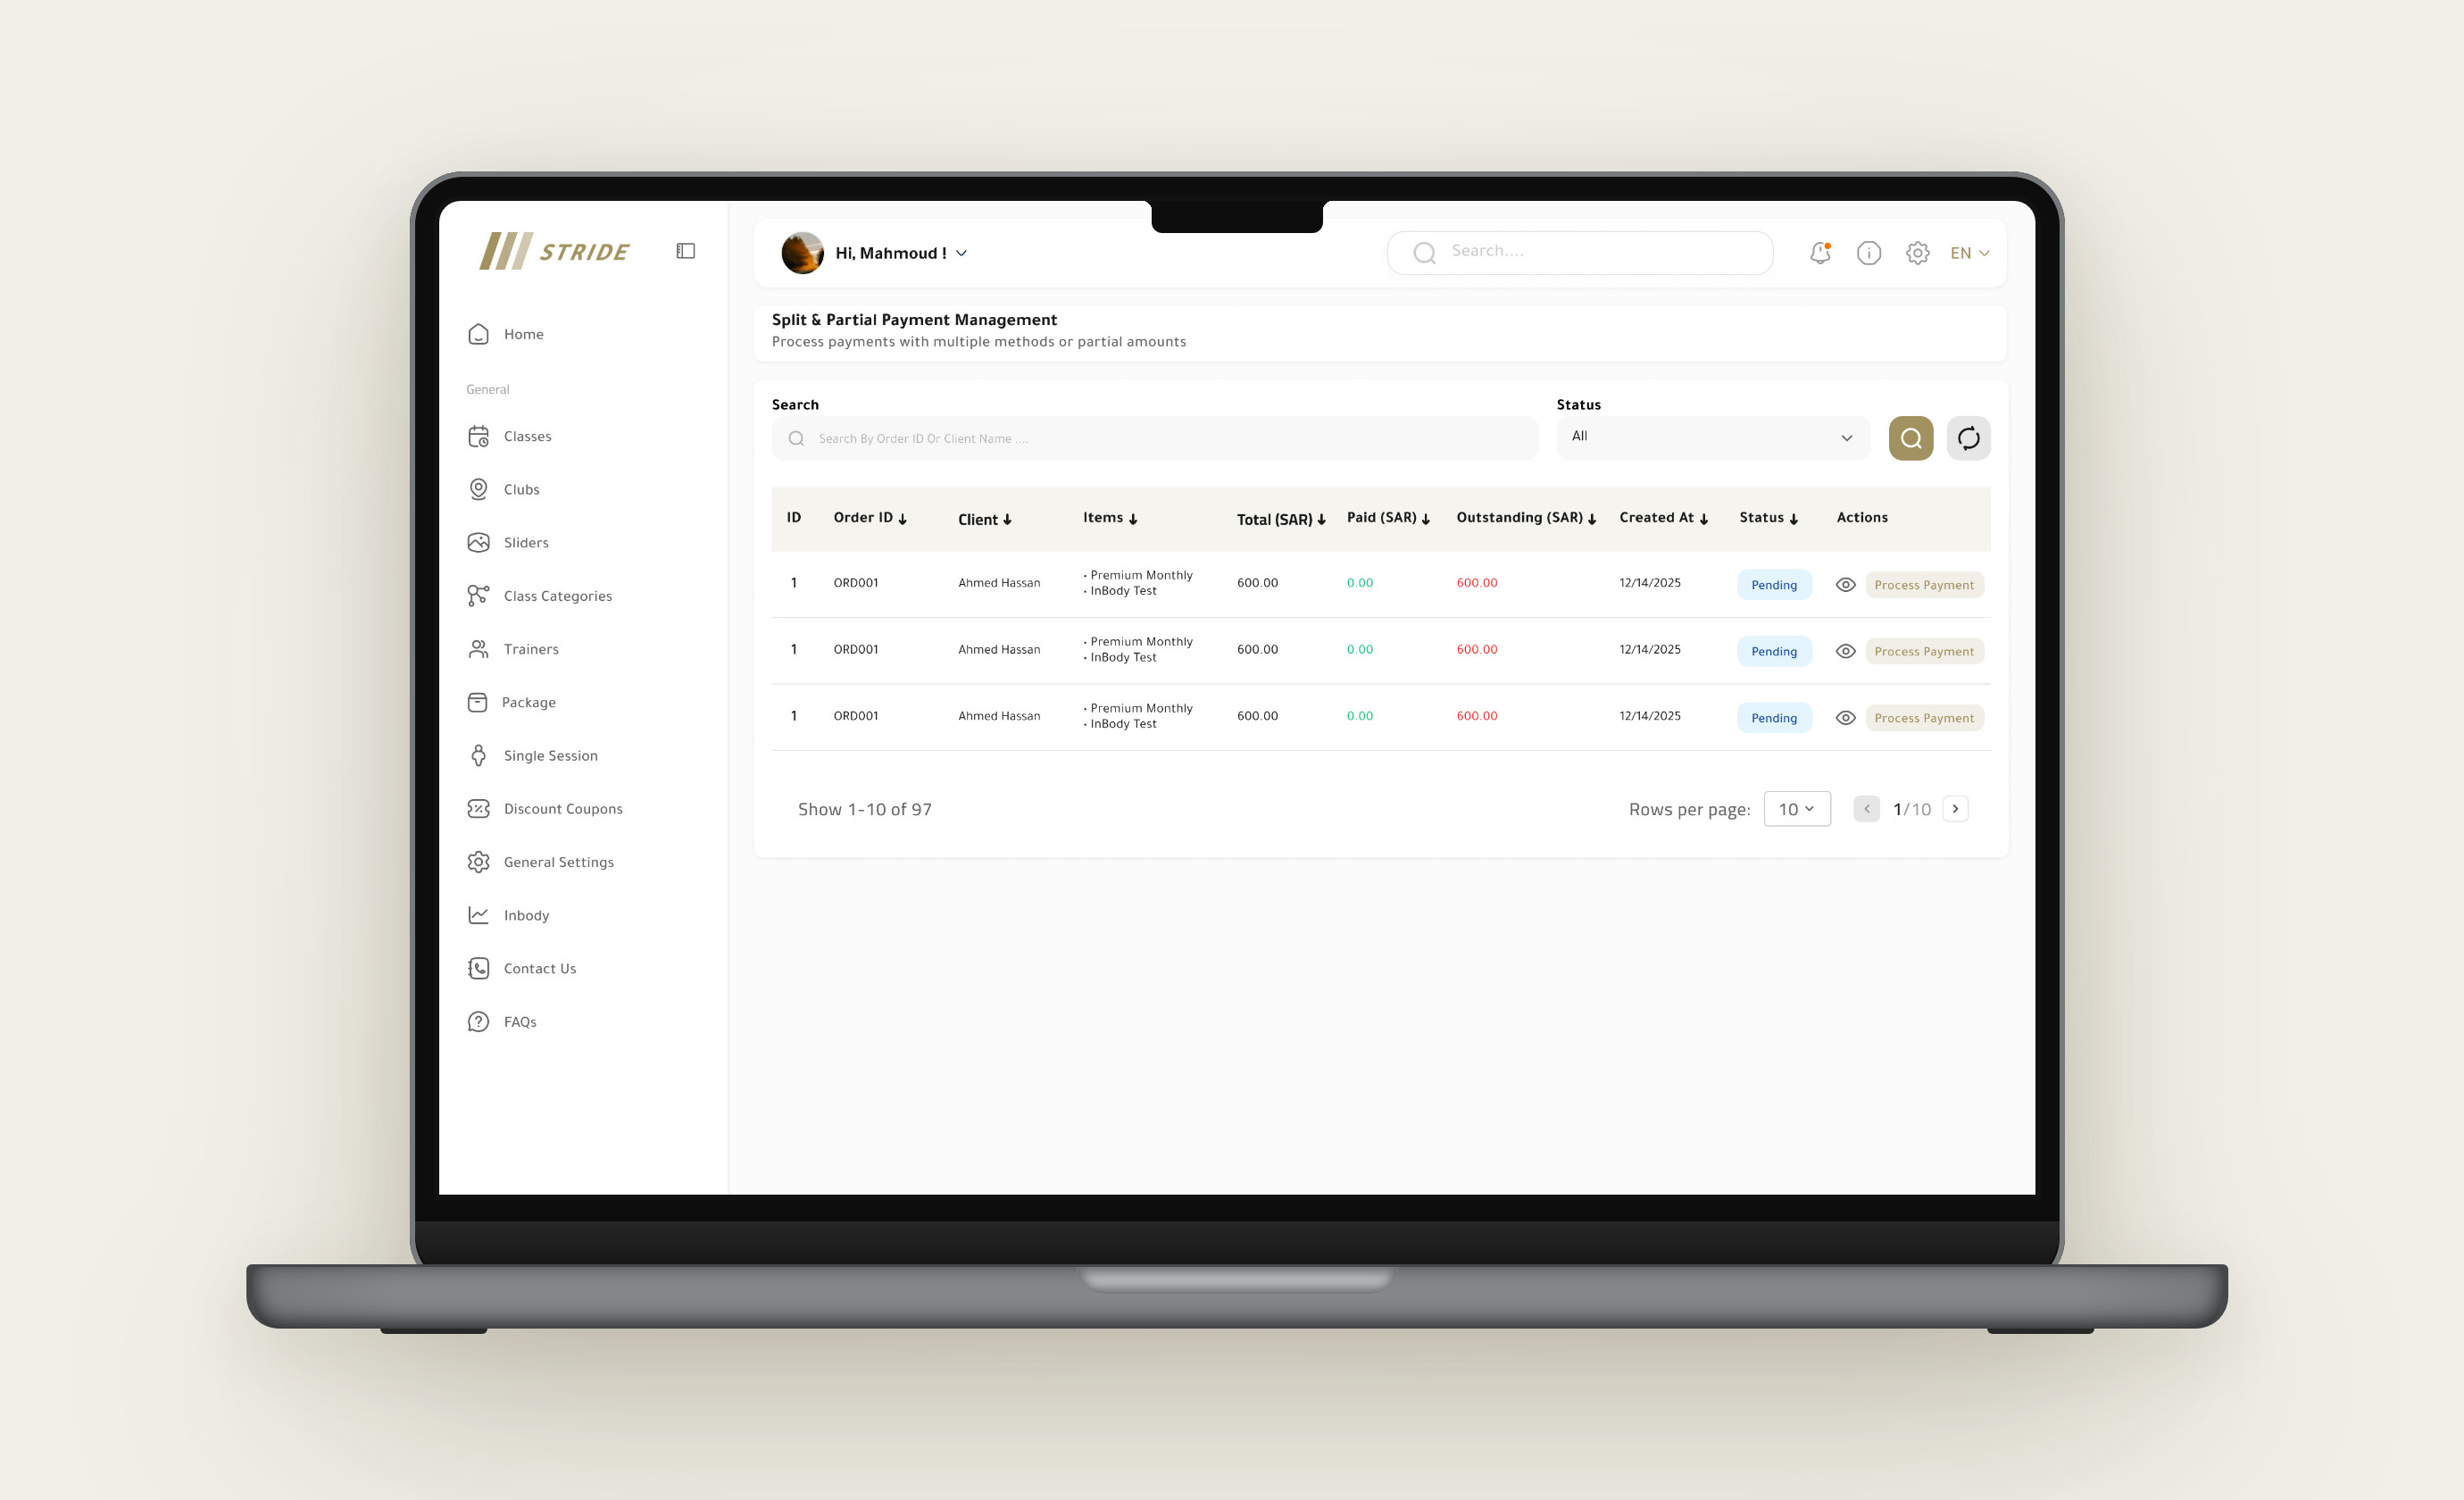 STRIDE
Hi, Mahmoud !
Search....
EN
Home
General
Classes
Clubs
Sliders
Class Categories
Trainers
Package
Single Session
Discount Coupons
General Settings
Inbody
Contact Us
FAQs
Split & Partial Payment Management
Process payments with multiple methods or partial amounts
Search
Status
Search By Order ID Or Client Name ....
All
ID Order ID Client Items Total (SAR) Paid (SAR) Outstanding (SAR) Created At Status Actions
1 ORD001 Ahmed Hassan • Premium Monthly 600.00 0.00 600.00 12/14/2025 Pending Process Payment
• InBody Test
1 ORD001 Ahmed Hassan • Premium Monthly 600.00 0.00 600.00 12/14/2025 Pending Process Payment
• InBody Test
1 ORD001 Ahmed Hassan • Premium Monthly 600.00 0.00 600.00 12/14/2025 Pending Process Payment
• InBody Test
Show 1-10 of 97
Rows per page: 10 1/10